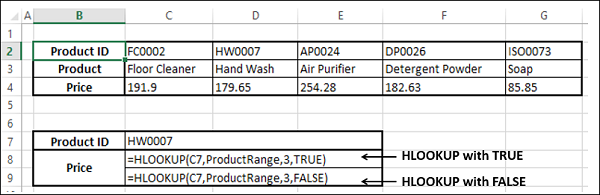 A B C D E F G
1
2 Product ID FC0002 HW0007 AP0024 DP0026 ISO0073
3 Product Floor Cleaner Hand Wash Air Purifier Detergent Powder Soap
4 Price 191.9 179.65 254.28 182.63 85.85
5
6
7 Product ID HW0007
8 =HLOOKUP(C7,ProductRange,3,TRUE) HLOOKUP with TRUE
Price
9 =HLOOKUP(C7,ProductRange,3,FALSE) HLOOKUP with FALSE